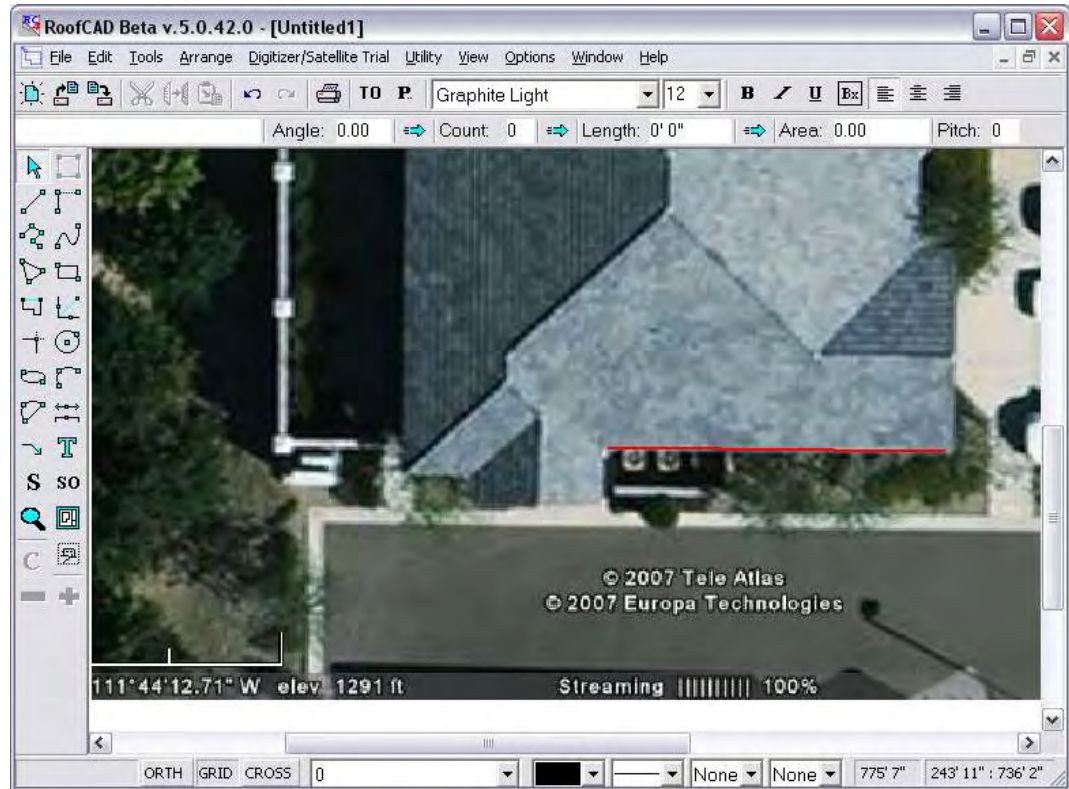 RoofCAD Beta v.5.0.42.0 - [Untitled1]
File Edit Tools Arrange Digitizer/Satellite Trial Utility View Options Window Help
TO P. Graphite Light 12 B I U Bx
Angle: 0.00 Count: 0 Length: 0' 0" Area: 0.00 Pitch: 0
T
S SO
C
© 2007 Tele Atlas
© 2007 Europa Technologies
111°44'12.71" W elev 1291 ft Streaming |||||||||| 100%
ORTH GRID CROSS 0 None None 775' 7" 243' 11" : 736' 2"